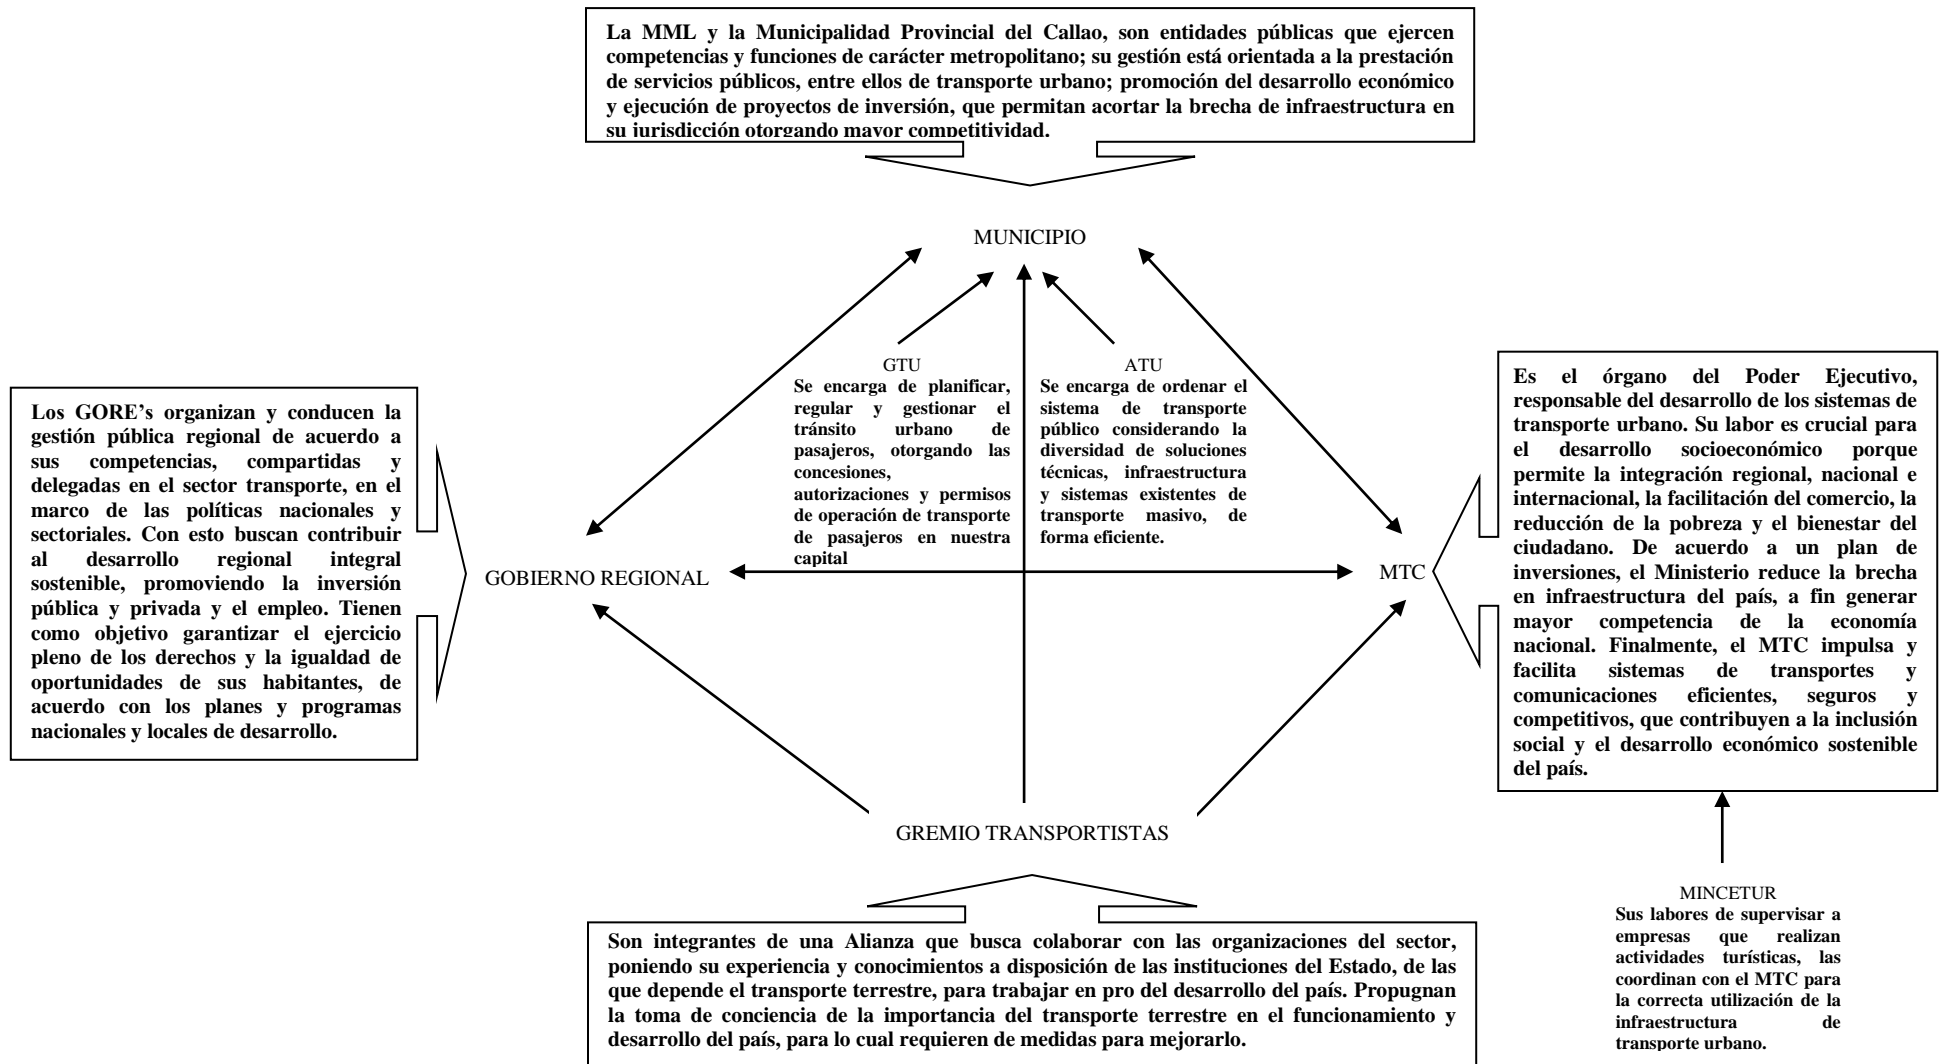 La MML y la Municipalidad Provincial del Callao, son entidades públicas que ejercen
competencias y funciones de carácter metropolitano; su gestión está orientada a la prestación
de servicios públicos, entre ellos de transporte urbano; promoción del desarrollo económico
y ejecución de proyectos de inversión, que permitan acortar la brecha de infraestructura en
su jurisdicción otorgando mayor competitividad.
MUNICIPIO
GTU
Se encarga de planificar,
regular y gestionar el
tránsito urbano de
pasajeros, otorgando las
concesiones,
autorizaciones y permisos
de operación de transporte
de pasajeros en nuestra
capital
ATU
Se encarga de ordenar el
sistema de transporte
público considerando la
diversidad de soluciones
técnicas, infraestructura
y sistemas existentes de
transporte masivo, de
forma eficiente.
Los GORE’s organizan y conducen la
gestión pública regional de acuerdo a
sus competencias, compartidas y
delegadas en el sector transporte, en el
marco de las políticas nacionales y
sectoriales. Con esto buscan contribuir
al desarrollo regional integral
sostenible, promoviendo la inversión
pública y privada y el empleo. Tienen
como objetivo garantizar el ejercicio
pleno de los derechos y la igualdad de
oportunidades de sus habitantes, de
acuerdo con los planes y programas
nacionales y locales de desarrollo.
GOBIERNO REGIONAL
MTC
Es el órgano del Poder Ejecutivo,
responsable del desarrollo de los sistemas de
transporte urbano. Su labor es crucial para
el desarrollo socioeconómico porque
permite la integración regional, nacional e
internacional, la facilitación del comercio, la
reducción de la pobreza y el bienestar del
ciudadano. De acuerdo a un plan de
inversiones, el Ministerio reduce la brecha
en infraestructura del país, a fin generar
mayor competencia de la economía
nacional. Finalmente, el MTC impulsa y
facilita sistemas de transportes y
comunicaciones eficientes, seguros y
competitivos, que contribuyen a la inclusión
social y el desarrollo económico sostenible
del país.
GREMIO TRANSPORTISTAS
Son integrantes de una Alianza que busca colaborar con las organizaciones del sector,
poniendo su experiencia y conocimientos a disposición de las instituciones del Estado, de las
que depende el transporte terrestre, para trabajar en pro del desarrollo del país. Propugnan
la toma de conciencia de la importancia del transporte terrestre en el funcionamiento y
desarrollo del país, para lo cual requieren de medidas para mejorarlo.
MINCETUR
Sus labores de supervisar a
empresas que realizan
actividades turísticas, las
coordinan con el MTC para
la correcta utilización de la
infraestructura de
transporte urbano.